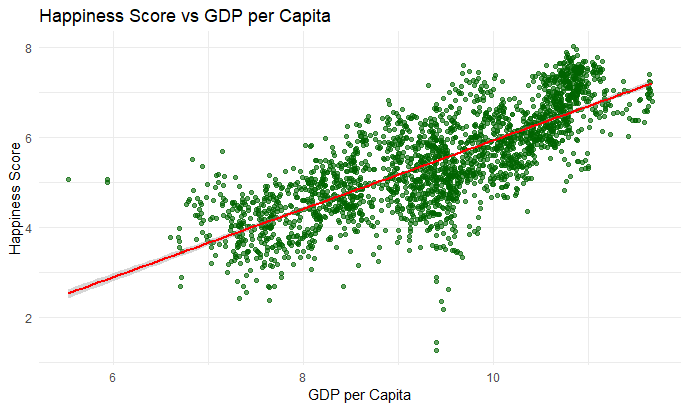 Happiness Score vs GDP per Capita
8
6
4
2
Happiness Score
6 8 10
GDP per Capita